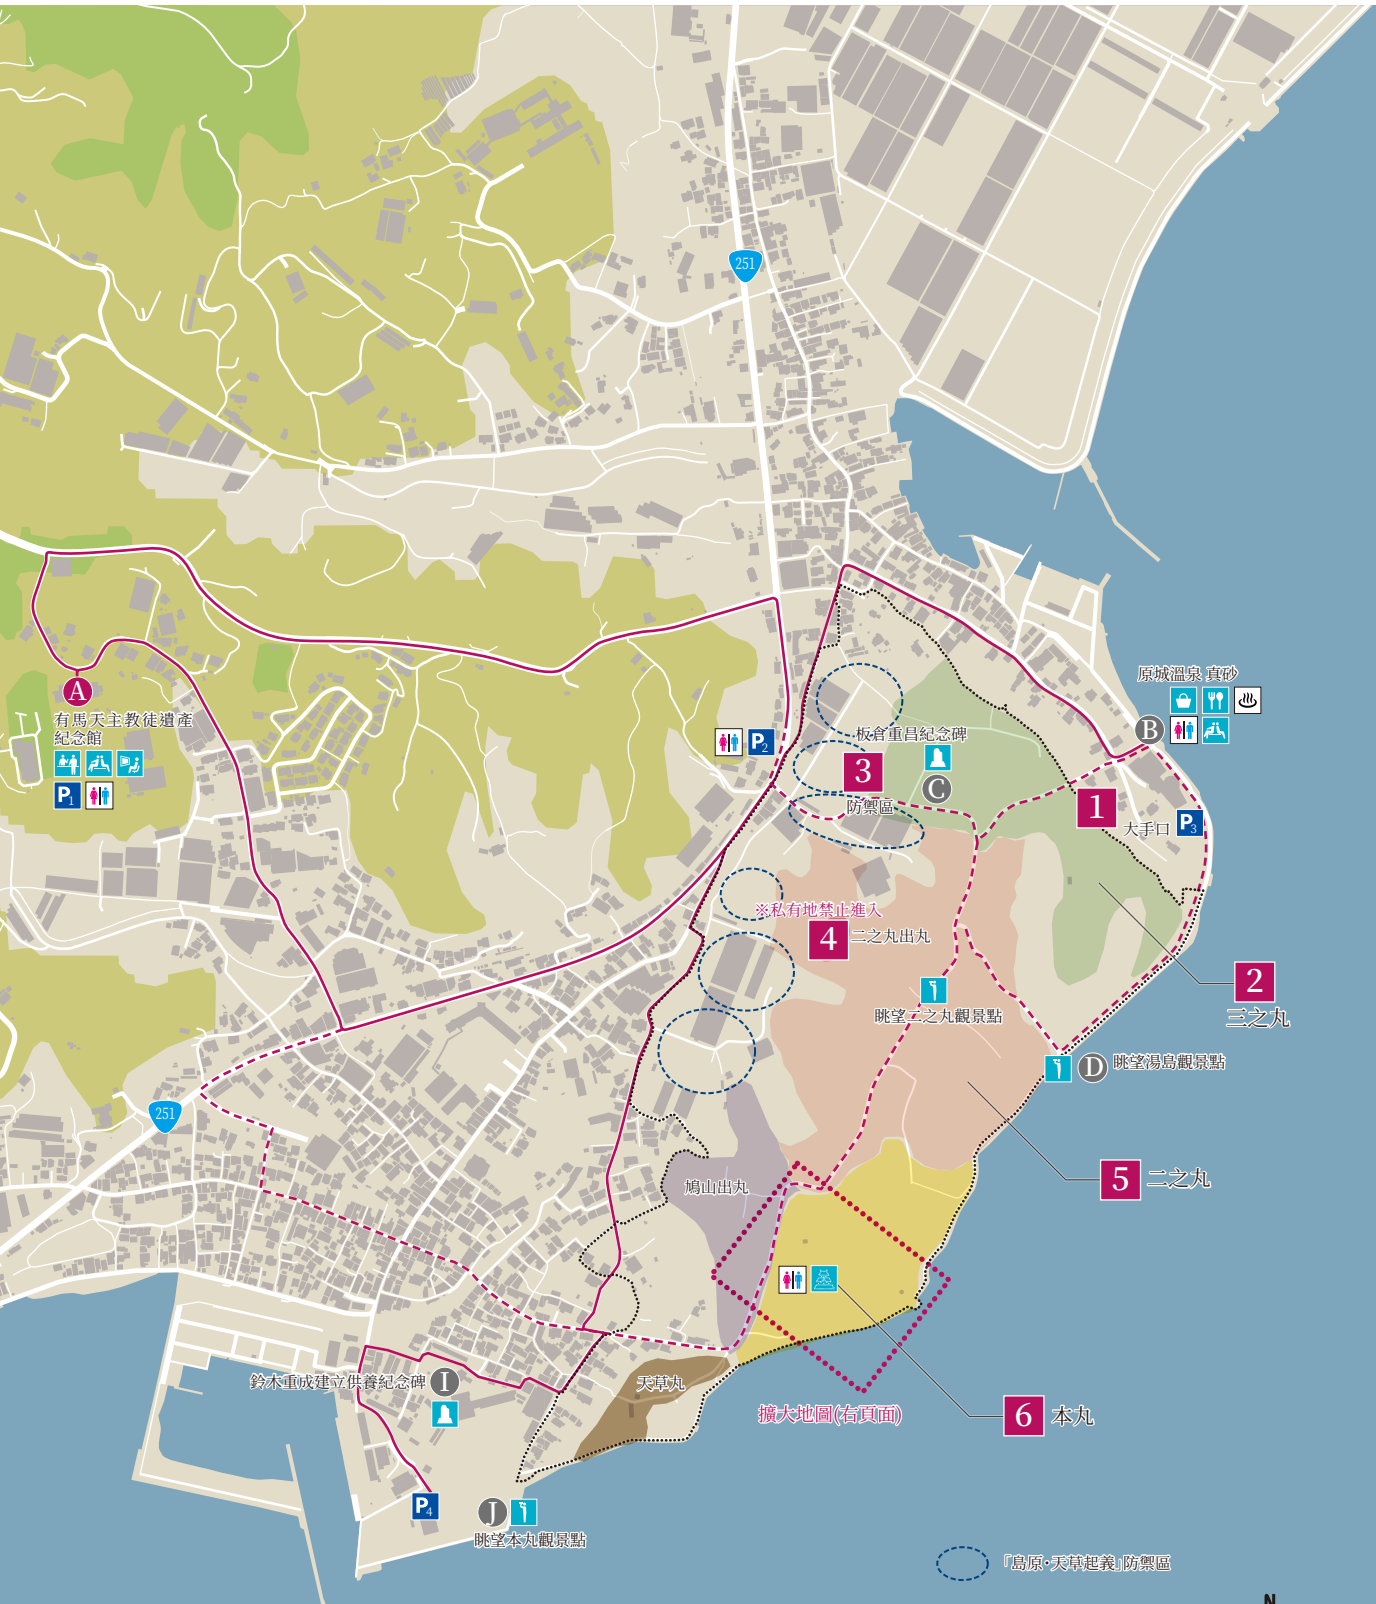 251
原城溫泉 真砂
A
B
有馬天主教徒遺產
紀念館
P2
板倉重昌紀念碑
3
C
P1
防禦區
1
大手口
P3
※私有地禁止進入
4
二之丸出丸
2
三之丸
眺望二之丸觀景點
D
眺望湯島觀景點
251
5
二之丸
鳩山出丸
鈴木重成建立供養紀念碑
I
天草丸
擴大地圖(右頁面)
6
本丸
P4
J
眺望本丸觀景點
「島原・天草起義」防禦區
N